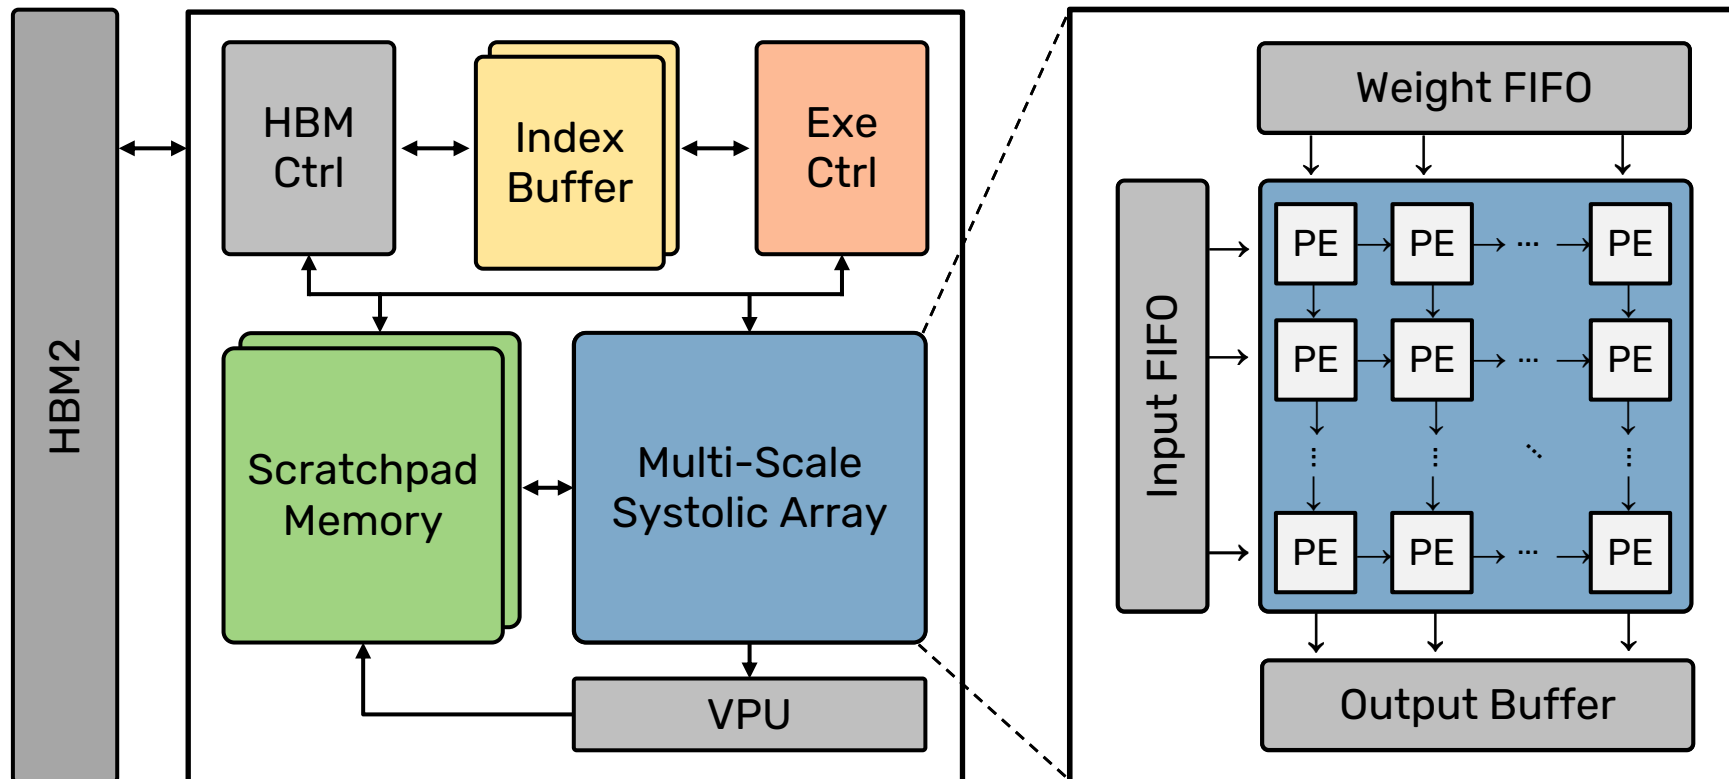 HBM2
HBM
Ctrl
Index
Buffer
Exe
Ctrl
Scratchpad
Memory
Multi-Scale
Systolic Array
VPU
Weight FIFO
Input FIFO
PE PE ... PE
PE PE ... PE
... ... ... ...
PE PE ... PE
Output Buffer